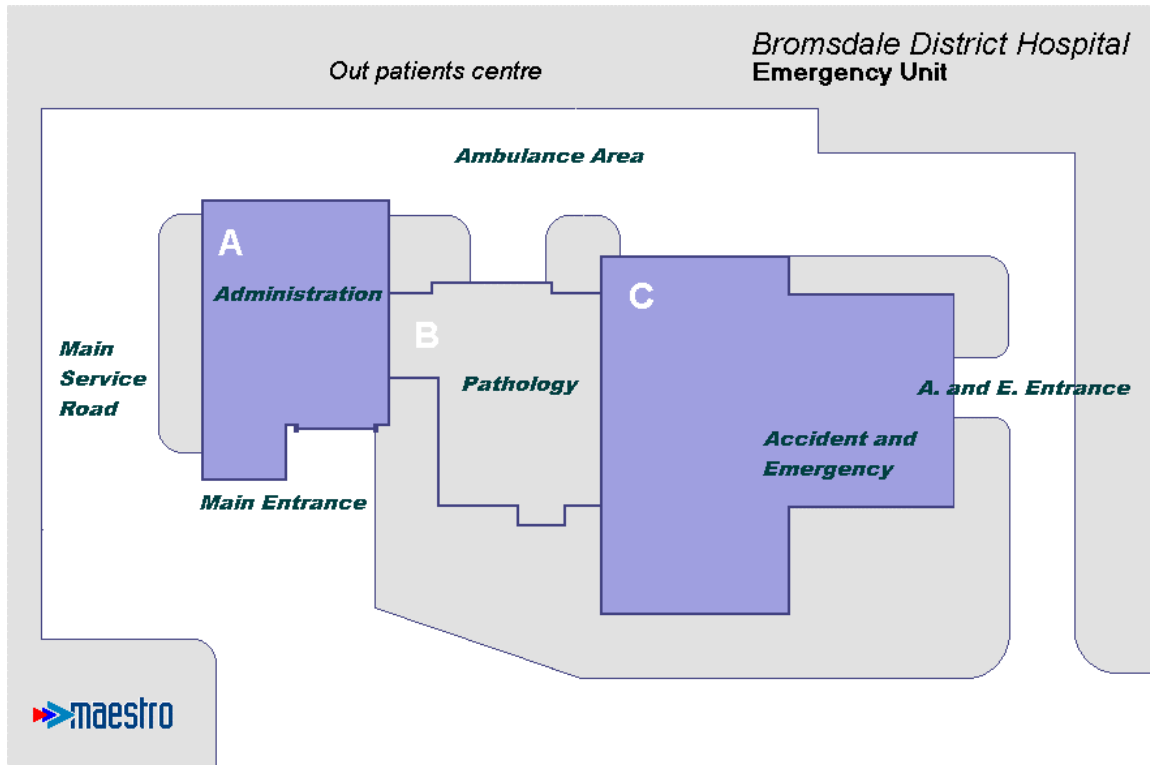 Bromsdale District Hospital
Emergency Unit
Out patients centre
Ambulance Area
A
Administration
C
B
Main
Service
Road
Pathology
A. and E. Entrance
Accident and
Emergency
Main Entrance
maestro